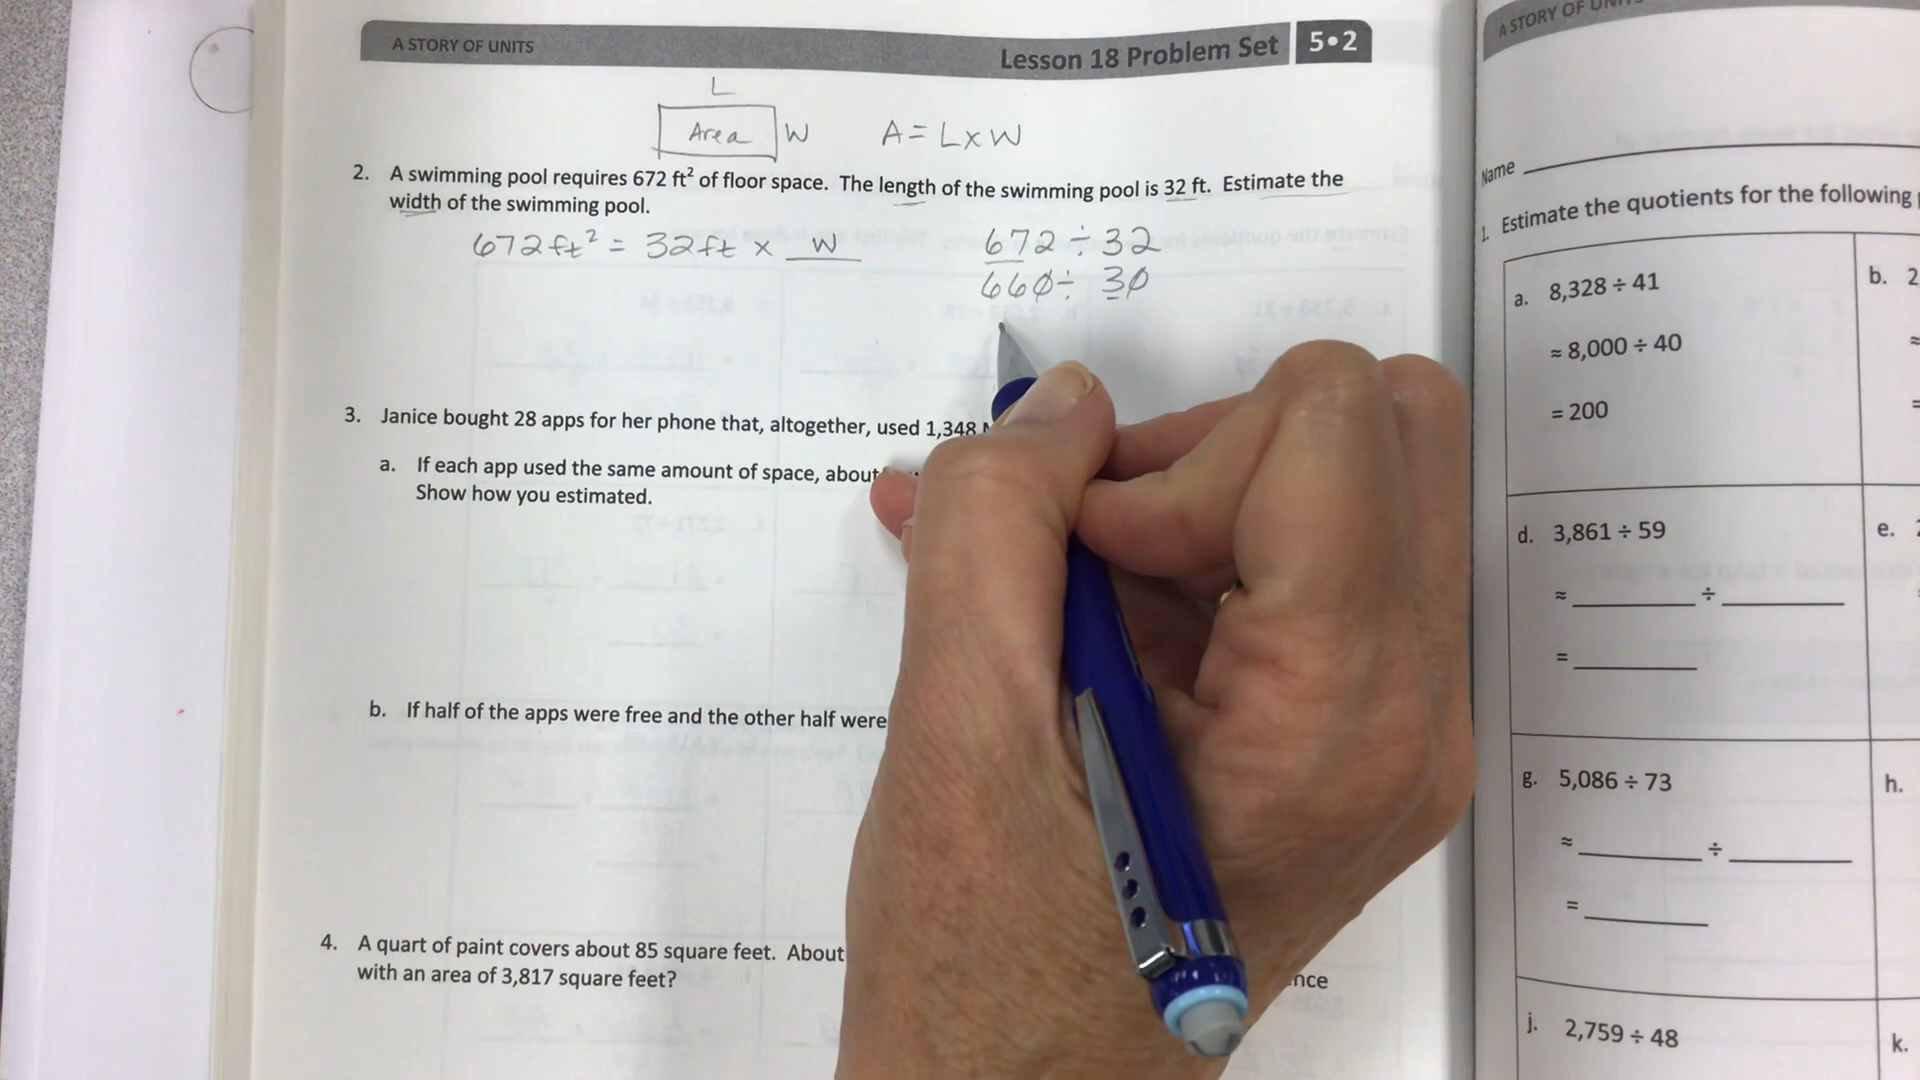 A STORY OF UNITS
Lesson 18 Problem Set 5•2
L
Area W A = L x W
2. A swimming pool requires 672 ft² of floor space. The length of the swimming pool is 32 ft. Estimate the
width of the swimming pool.
672 ft² = 32 ft x w
672 ÷ 32
660 ÷ 30
3. Janice bought 28 apps for her phone that, altogether, used 1,348
a. If each app used the same amount of space, about
Show how you estimated.
b. If half of the apps were free and the other half were
4. A quart of paint covers about 85 square feet. About
with an area of 3,817 square feet?
A STORY OF
Name
1. Estimate the quotients for the following
a. 8,328 ÷ 41
≈ 8,000 ÷ 40
= 200
b. 2
≈
=
d. 3,861 ÷ 59
≈ ________ ÷ ________
= ________
e.
g. 5,086 ÷ 73
≈ ________ ÷ ________
= ________
h.
j. 2,759 ÷ 48
k.